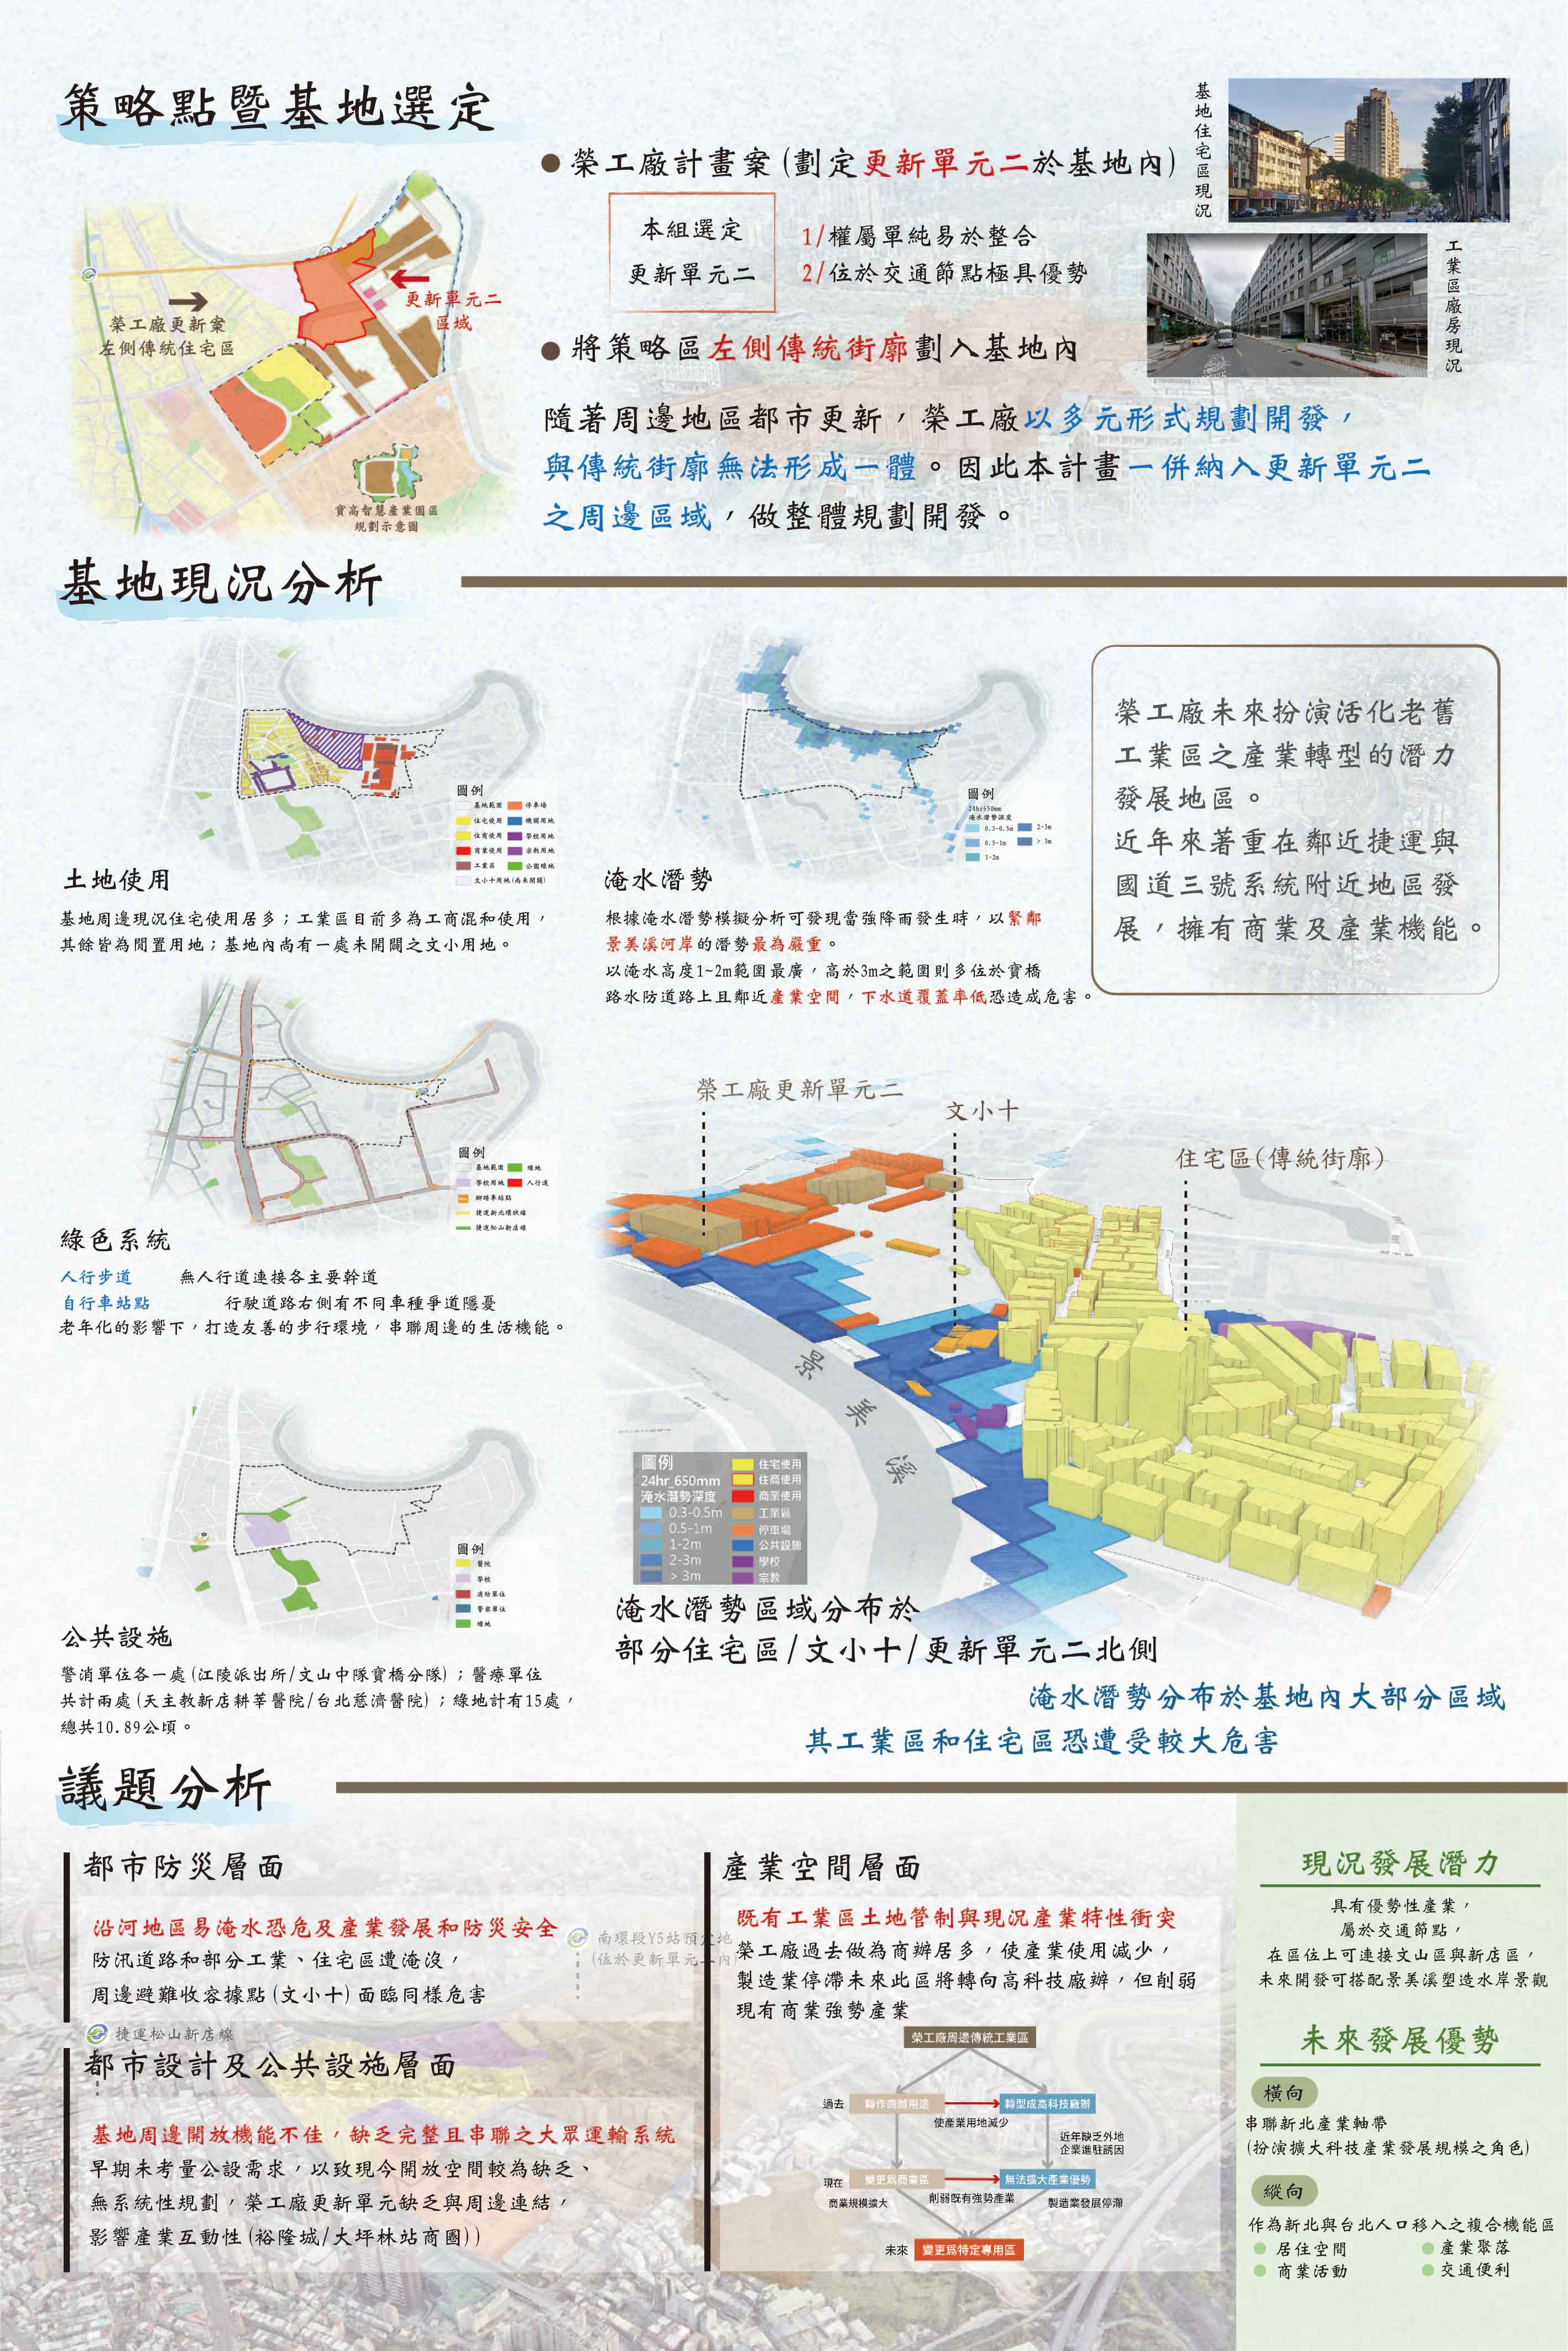 策略點暨基地選定
榮工廠更新案
左側傳統住宅區
更新單元二
區域
寶高智慧產業園區
規劃示意圖
● 榮工廠計畫案(劃定更新單元二於基地內)
本組選定
更新單元二
1/權屬單純易於整合
2/位於交通節點極具優勢
● 將策略區左側傳統街廓劃入基地內
隨著周邊地區都市更新，榮工廠以多元形式規劃開發，
與傳統街廓無法形成一體。因此本計畫一併納入更新單元二
之周邊區域，做整體規劃開發。
基地住宅區現況
工業區廠房現況
基地現況分析
圖例
基地範圍 停車場
住宅使用 機關用地
住商使用 學校用地
商業使用 宗教用地
工業區 公園綠地
文小十用地(尚未開闢)
土地使用
基地周邊現況住宅使用居多；工業區目前多為工商混和使用，
其餘皆為閒置用地；基地內尚有一處未開闢之文小用地。
圖例
24hr650mm
淹水潛勢深度
0.3-0.5m 2-3m
0.5-1m > 3m
1-2m
淹水潛勢
根據淹水潛勢模擬分析可發現當強降雨發生時，以緊鄰
景美溪河岸的潛勢最為嚴重。
以淹水高度1~2m範圍最廣，高於3m之範圍則多位於寶橋
路水防道路上且鄰近產業空間，下水道覆蓋率低恐造成危害。
榮工廠未來扮演活化老舊
工業區之產業轉型的潛力
發展地區。
近年來著重在鄰近捷運與
國道三號系統附近地區發
展，擁有商業及產業機能。
圖例
基地範圍 綠地
學校用地 人行道
腳踏車站點
捷運新北環狀線
捷運松山新店線
綠色系統
人行步道 無人行道連接各主要幹道
自行車站點 行駛道路右側有不同車種爭道隱憂
老年化的影響下，打造友善的步行環境，串聯周邊的生活機能。
圖例
醫院
學校
消防單位
警察單位
綠地
公共設施
警消單位各一處(江陵派出所/文山中隊寶橋分隊)；醫療單位
共計兩處(天主教新店耕莘醫院/台北慈濟醫院)；綠地計有15處，
總共10.89公頃。
榮工廠更新單元二
文小十
住宅區(傳統街廓)
景美溪
圖例
24hr_650mm
淹水潛勢深度
0.3-0.5m
0.5-1m
1-2m
2-3m
> 3m
住宅使用
住商使用
商業使用
工業區
停車場
公共設施
學校
宗教
淹水潛勢區域分布於
部分住宅區/文小十/更新單元二北側
淹水潛勢分布於基地內大部分區域
其工業區和住宅區恐遭受較大危害
議題分析
都市防災層面
沿河地區易淹水恐危及產業發展和防災安全
防汛道路和部分工業、住宅區遭淹沒，
周邊避難收容據點(文小十)面臨同樣危害
南環段Y5站預定地
(位於更新單元二內)
捷運松山新店線
都市設計及公共設施層面
基地周邊開放機能不佳，缺乏完整且串聯之大眾運輸系統
早期未考量公設需求，以致現今開放空間較為缺乏、
無系統性規劃，榮工廠更新單元缺乏與周邊連結，
影響產業互動性(裕隆城/大坪林站商圈))
產業空間層面
既有工業區土地管制與現況產業特性衝突
榮工廠過去做為商辦居多，使產業使用減少，
製造業停滯未來此區將轉向高科技廠辦，但削弱
現有商業強勢產業
榮工廠周邊傳統工業區
過去 轉作商辦用途 轉型成高科技廠辦
使產業用地減少
近年缺乏外地
企業進駐誘因
現在 變更為商業區 無法擴大產業優勢
商業規模擴大 削弱既有強勢產業 製造業發展停滯
未來 變更為特定專用區
現況發展潛力
具有優勢性產業，
屬於交通節點，
在區位上可連接文山區與新店區，
未來開發可搭配景美溪塑造水岸景觀
未來發展優勢
橫向
串聯新北產業軸帶
(扮演擴大科技產業發展規模之角色)
縱向
作為新北與台北人口移入之複合機能區
居住空間 產業聚落
商業活動 交通便利